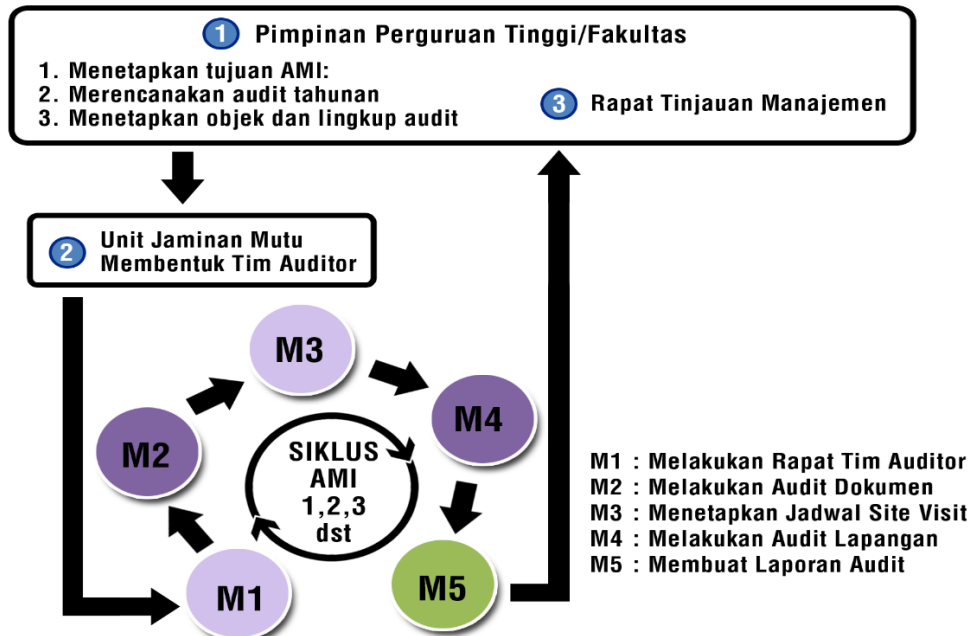 1 Pimpinan Perguruan Tinggi/Fakultas
1. Menetapkan tujuan AMI:
2. Merencanakan audit tahunan
3. Menetapkan objek dan lingkup audit
3 Rapat Tinjauan Manajemen
2 Unit Jaminan Mutu
Membentuk Tim Auditor
M3
M4
M2
SIKLUS
AMI
1,2,3
dst
M1
M5
M1 : Melakukan Rapat Tim Auditor
M2 : Melakukan Audit Dokumen
M3 : Menetapkan Jadwal Site Visit
M4 : Melakukan Audit Lapangan
M5 : Membuat Laporan Audit